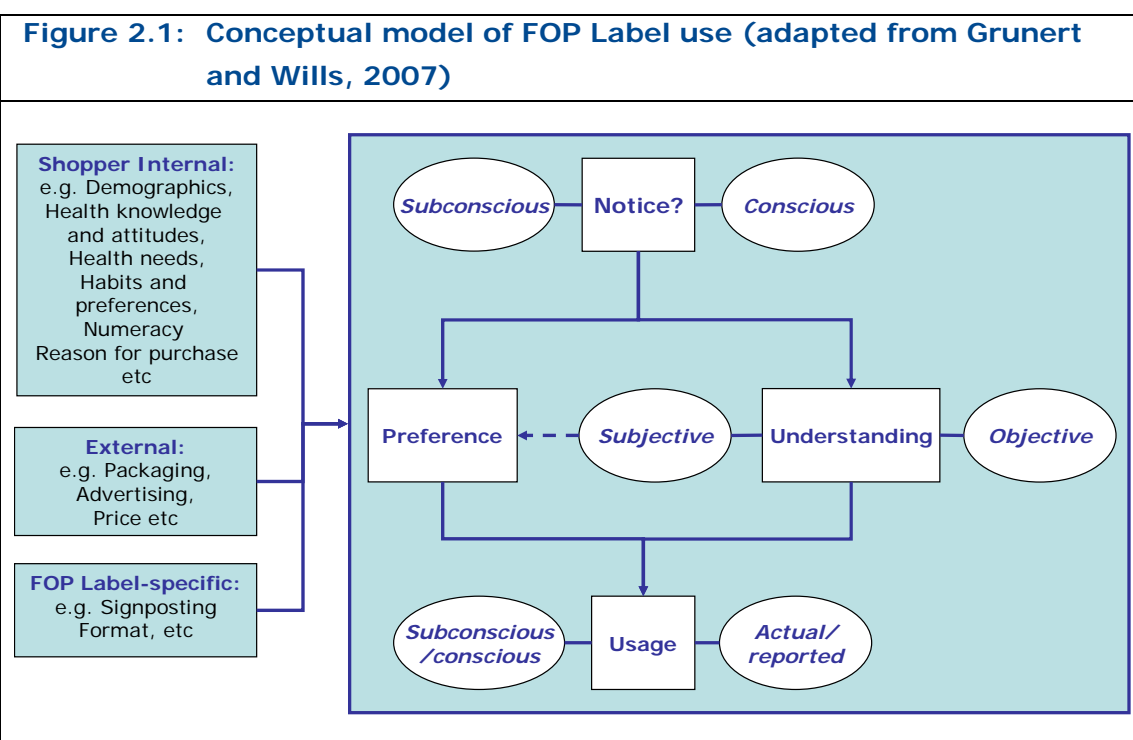 Figure 2.1: Conceptual model of FOP Label use (adapted from Grunert
and Wills, 2007)
Shopper Internal:
e.g. Demographics,
Health knowledge
and attitudes,
Health needs,
Habits and
preferences,
Numeracy
Reason for purchase
etc
External:
e.g. Packaging,
Advertising,
Price etc
FOP Label-specific:
e.g. Signposting
Format, etc
Subconscious
Notice?
Conscious
Preference
Subjective
Understanding
Objective
Subconscious
/conscious
Usage
Actual/
reported